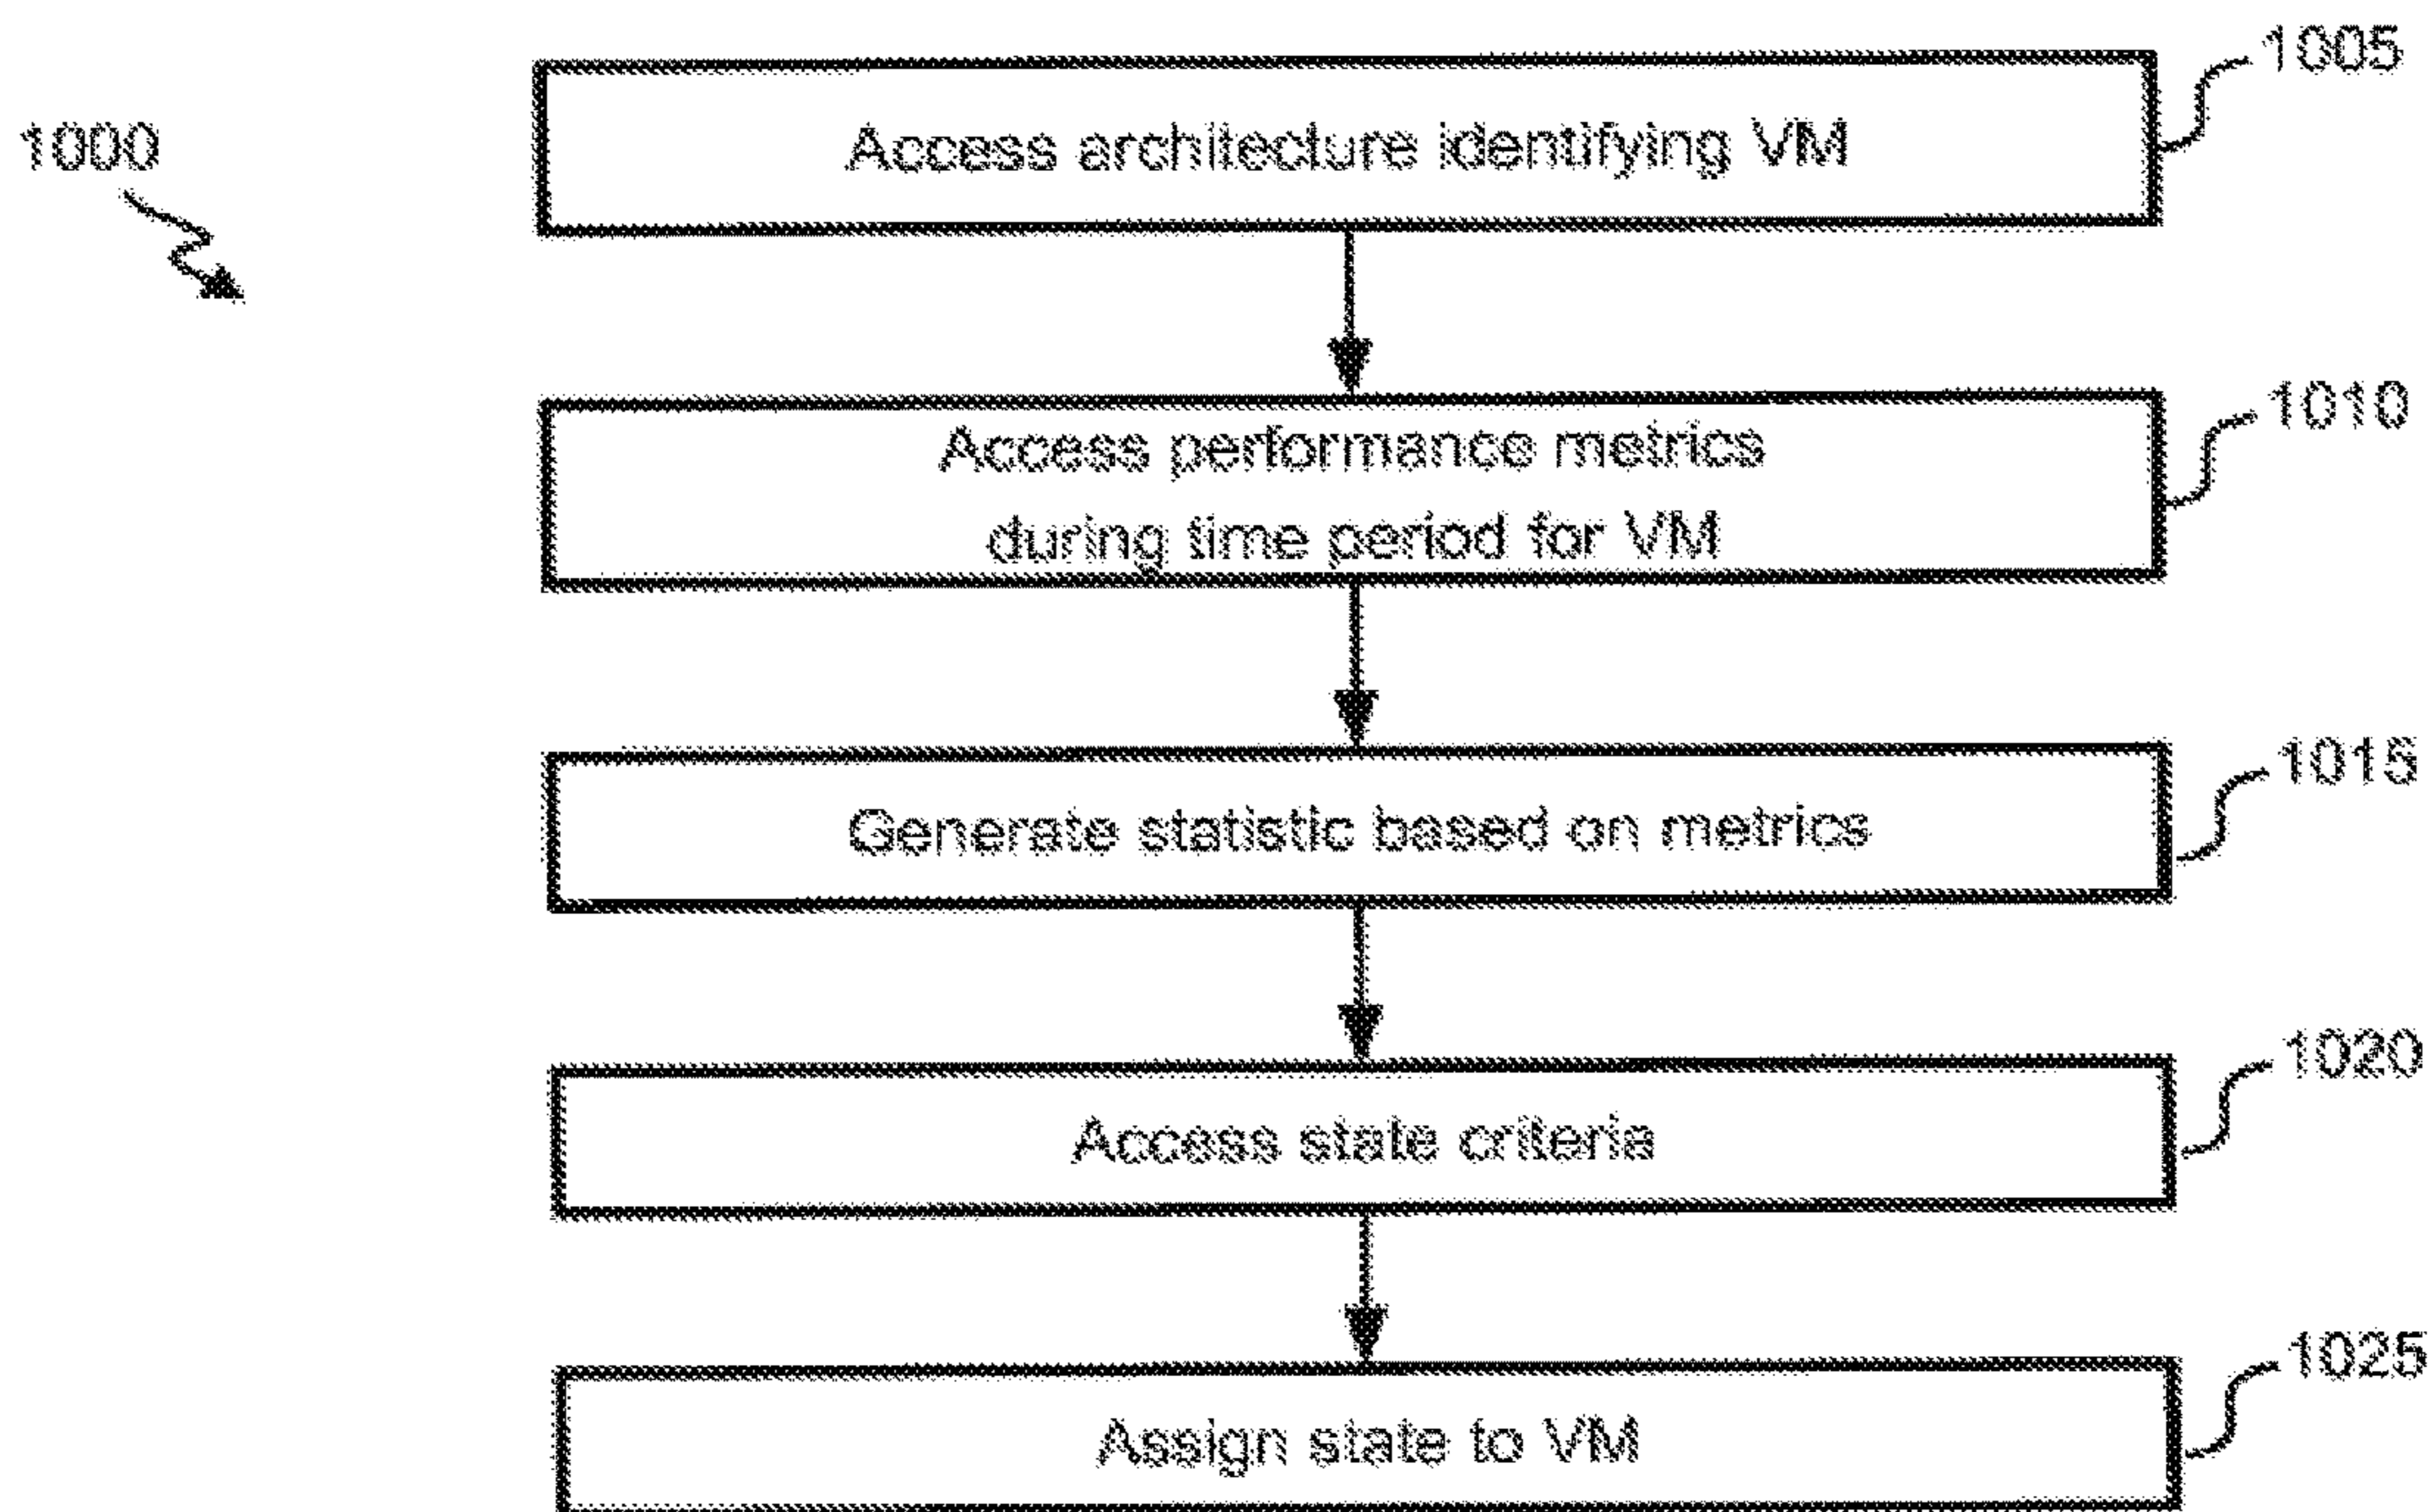 1005
1000
Access architecture identifying VM
1010
Access performance metrics
during time period for VM
1015
Generate statistic based on metrics
1020
Access state criteria
1025
Assign state to VM